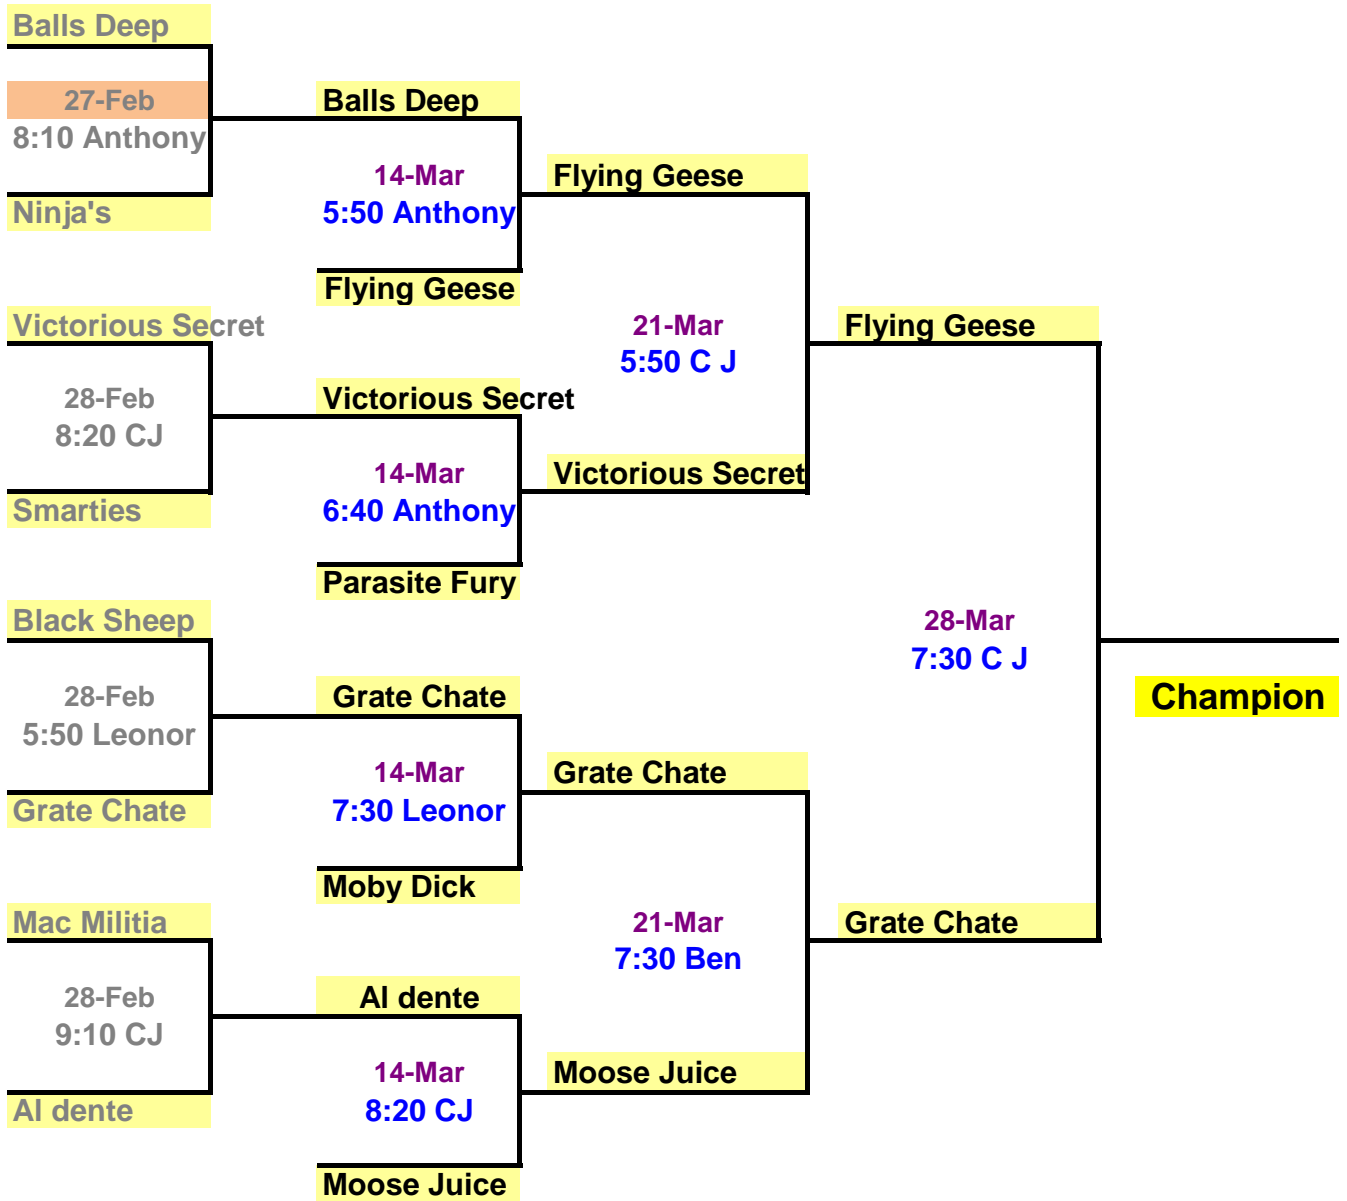 Balls Deep
27-Feb
8:10 Anthony
Ninja's
Victorious Secret
28-Feb
8:20 CJ
Smarties
Black Sheep
28-Feb
5:50 Leonor
Grate Chate
Mac Militia
28-Feb
9:10 CJ
Al dente
Balls Deep
14-Mar
5:50 Anthony
Flying Geese
Victorious Secret
14-Mar
6:40 Anthony
Parasite Fury
Grate Chate
14-Mar
7:30 Leonor
Moby Dick
Al dente
14-Mar
8:20 CJ
Moose Juice
Flying Geese
21-Mar
5:50 C J
Victorious Secret
Grate Chate
21-Mar
7:30 Ben
Moose Juice
Flying Geese
28-Mar
7:30 C J
Grate Chate
Champion